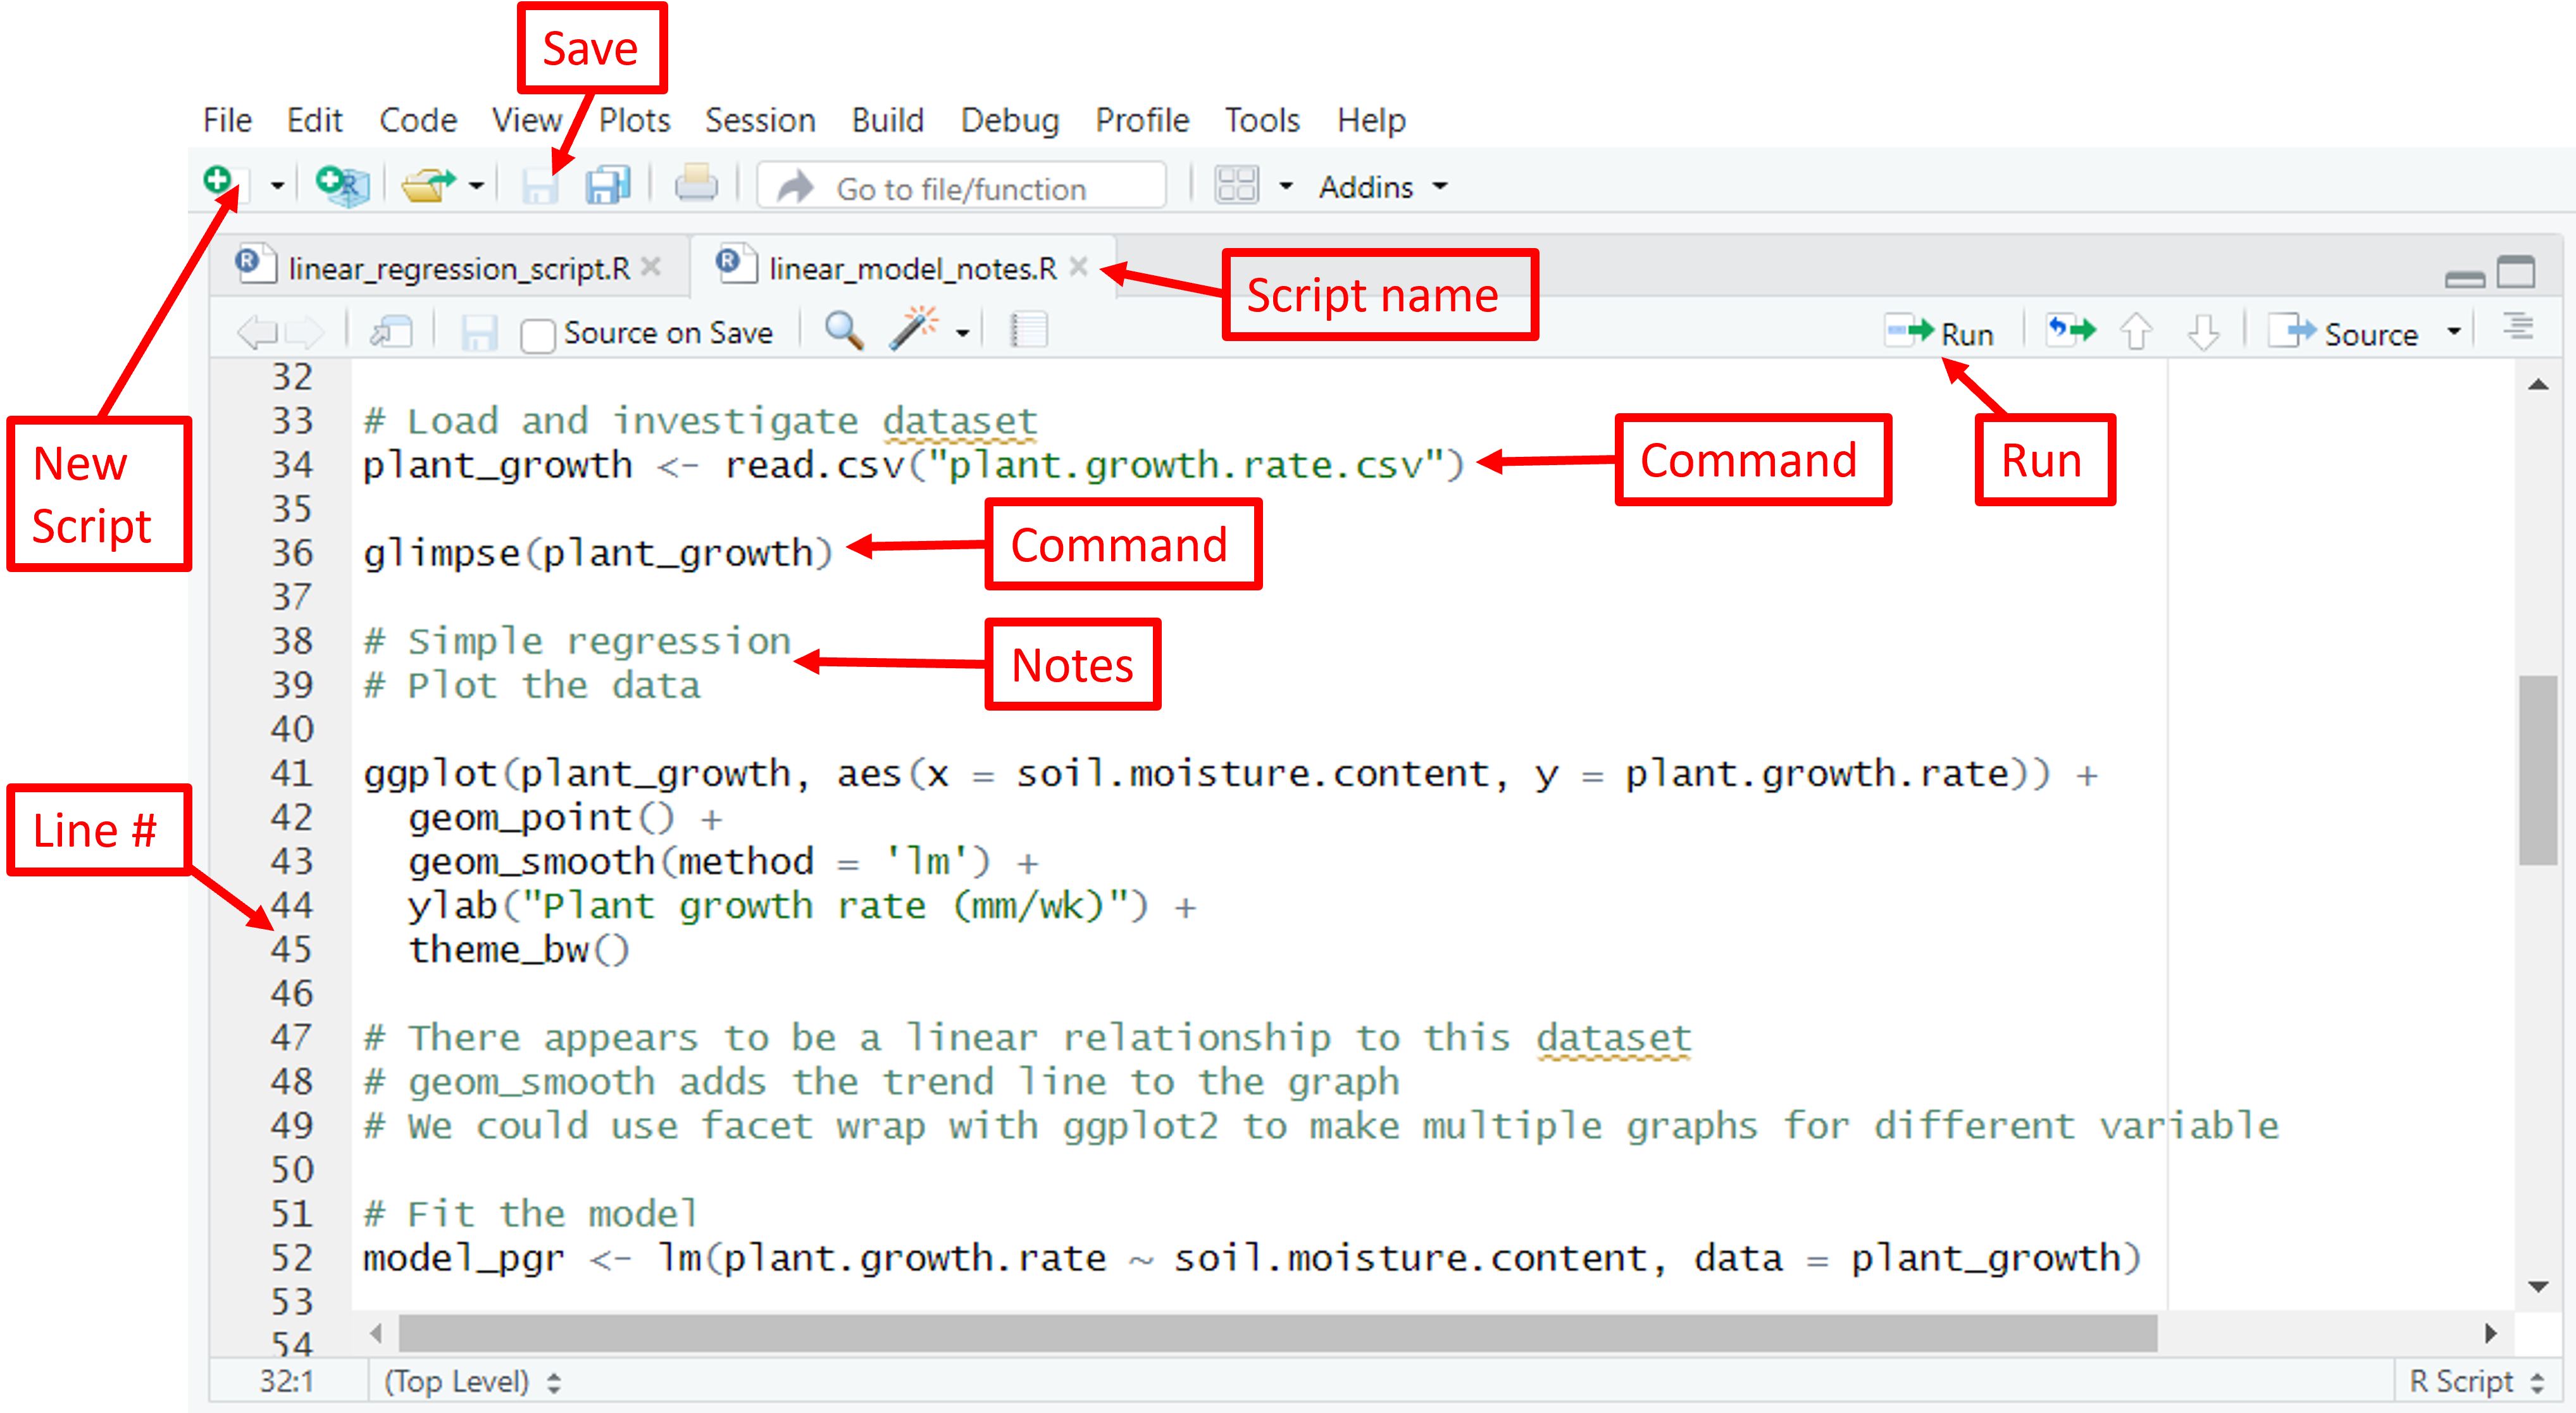 Save
File Edit Code View Plots Session Build Debug Profile Tools Help
Go to file/function Addins
linear_regression_script.R linear_model_notes.R
Script name
Source on Save Run Source
New
Script
Command
Run
Command
Notes
Line #
32
33 # Load and investigate dataset
34 plant_growth <- read.csv("plant.growth.rate.csv")
35
36 glimpse(plant_growth)
37
38 # Simple regression
39 # Plot the data
40
41 ggplot(plant_growth, aes(x = soil.moisture.content, y = plant.growth.rate)) +
42 geom_point() +
43 geom_smooth(method = 'lm') +
44 ylab("Plant growth rate (mm/wk)") +
45 theme_bw()
46
47 # There appears to be a linear relationship to this dataset
48 # geom_smooth adds the trend line to the graph
49 # We could use facet wrap with ggplot2 to make multiple graphs for different variable
50
51 # Fit the model
52 model_pgr <- lm(plant.growth.rate ~ soil.moisture.content, data = plant_growth)
53
54
32:1 (Top Level) R Script